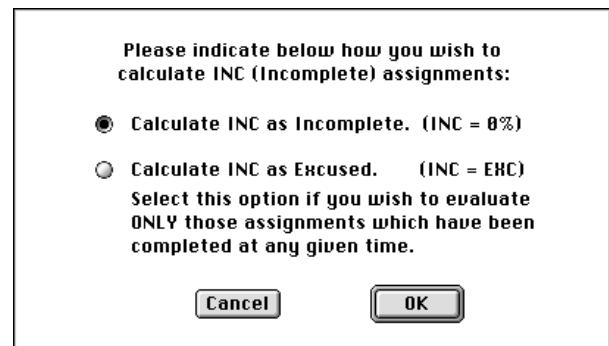 Please indicate below how you wish to
calculate INC (Incomplete) assignments:
Calculate INC as Incomplete. (INC = 0%)
Calculate INC as Excused. (INC = EXC)
Select this option if you wish to evaluate
ONLY those assignments which have been
completed at any given time.
Cancel OK